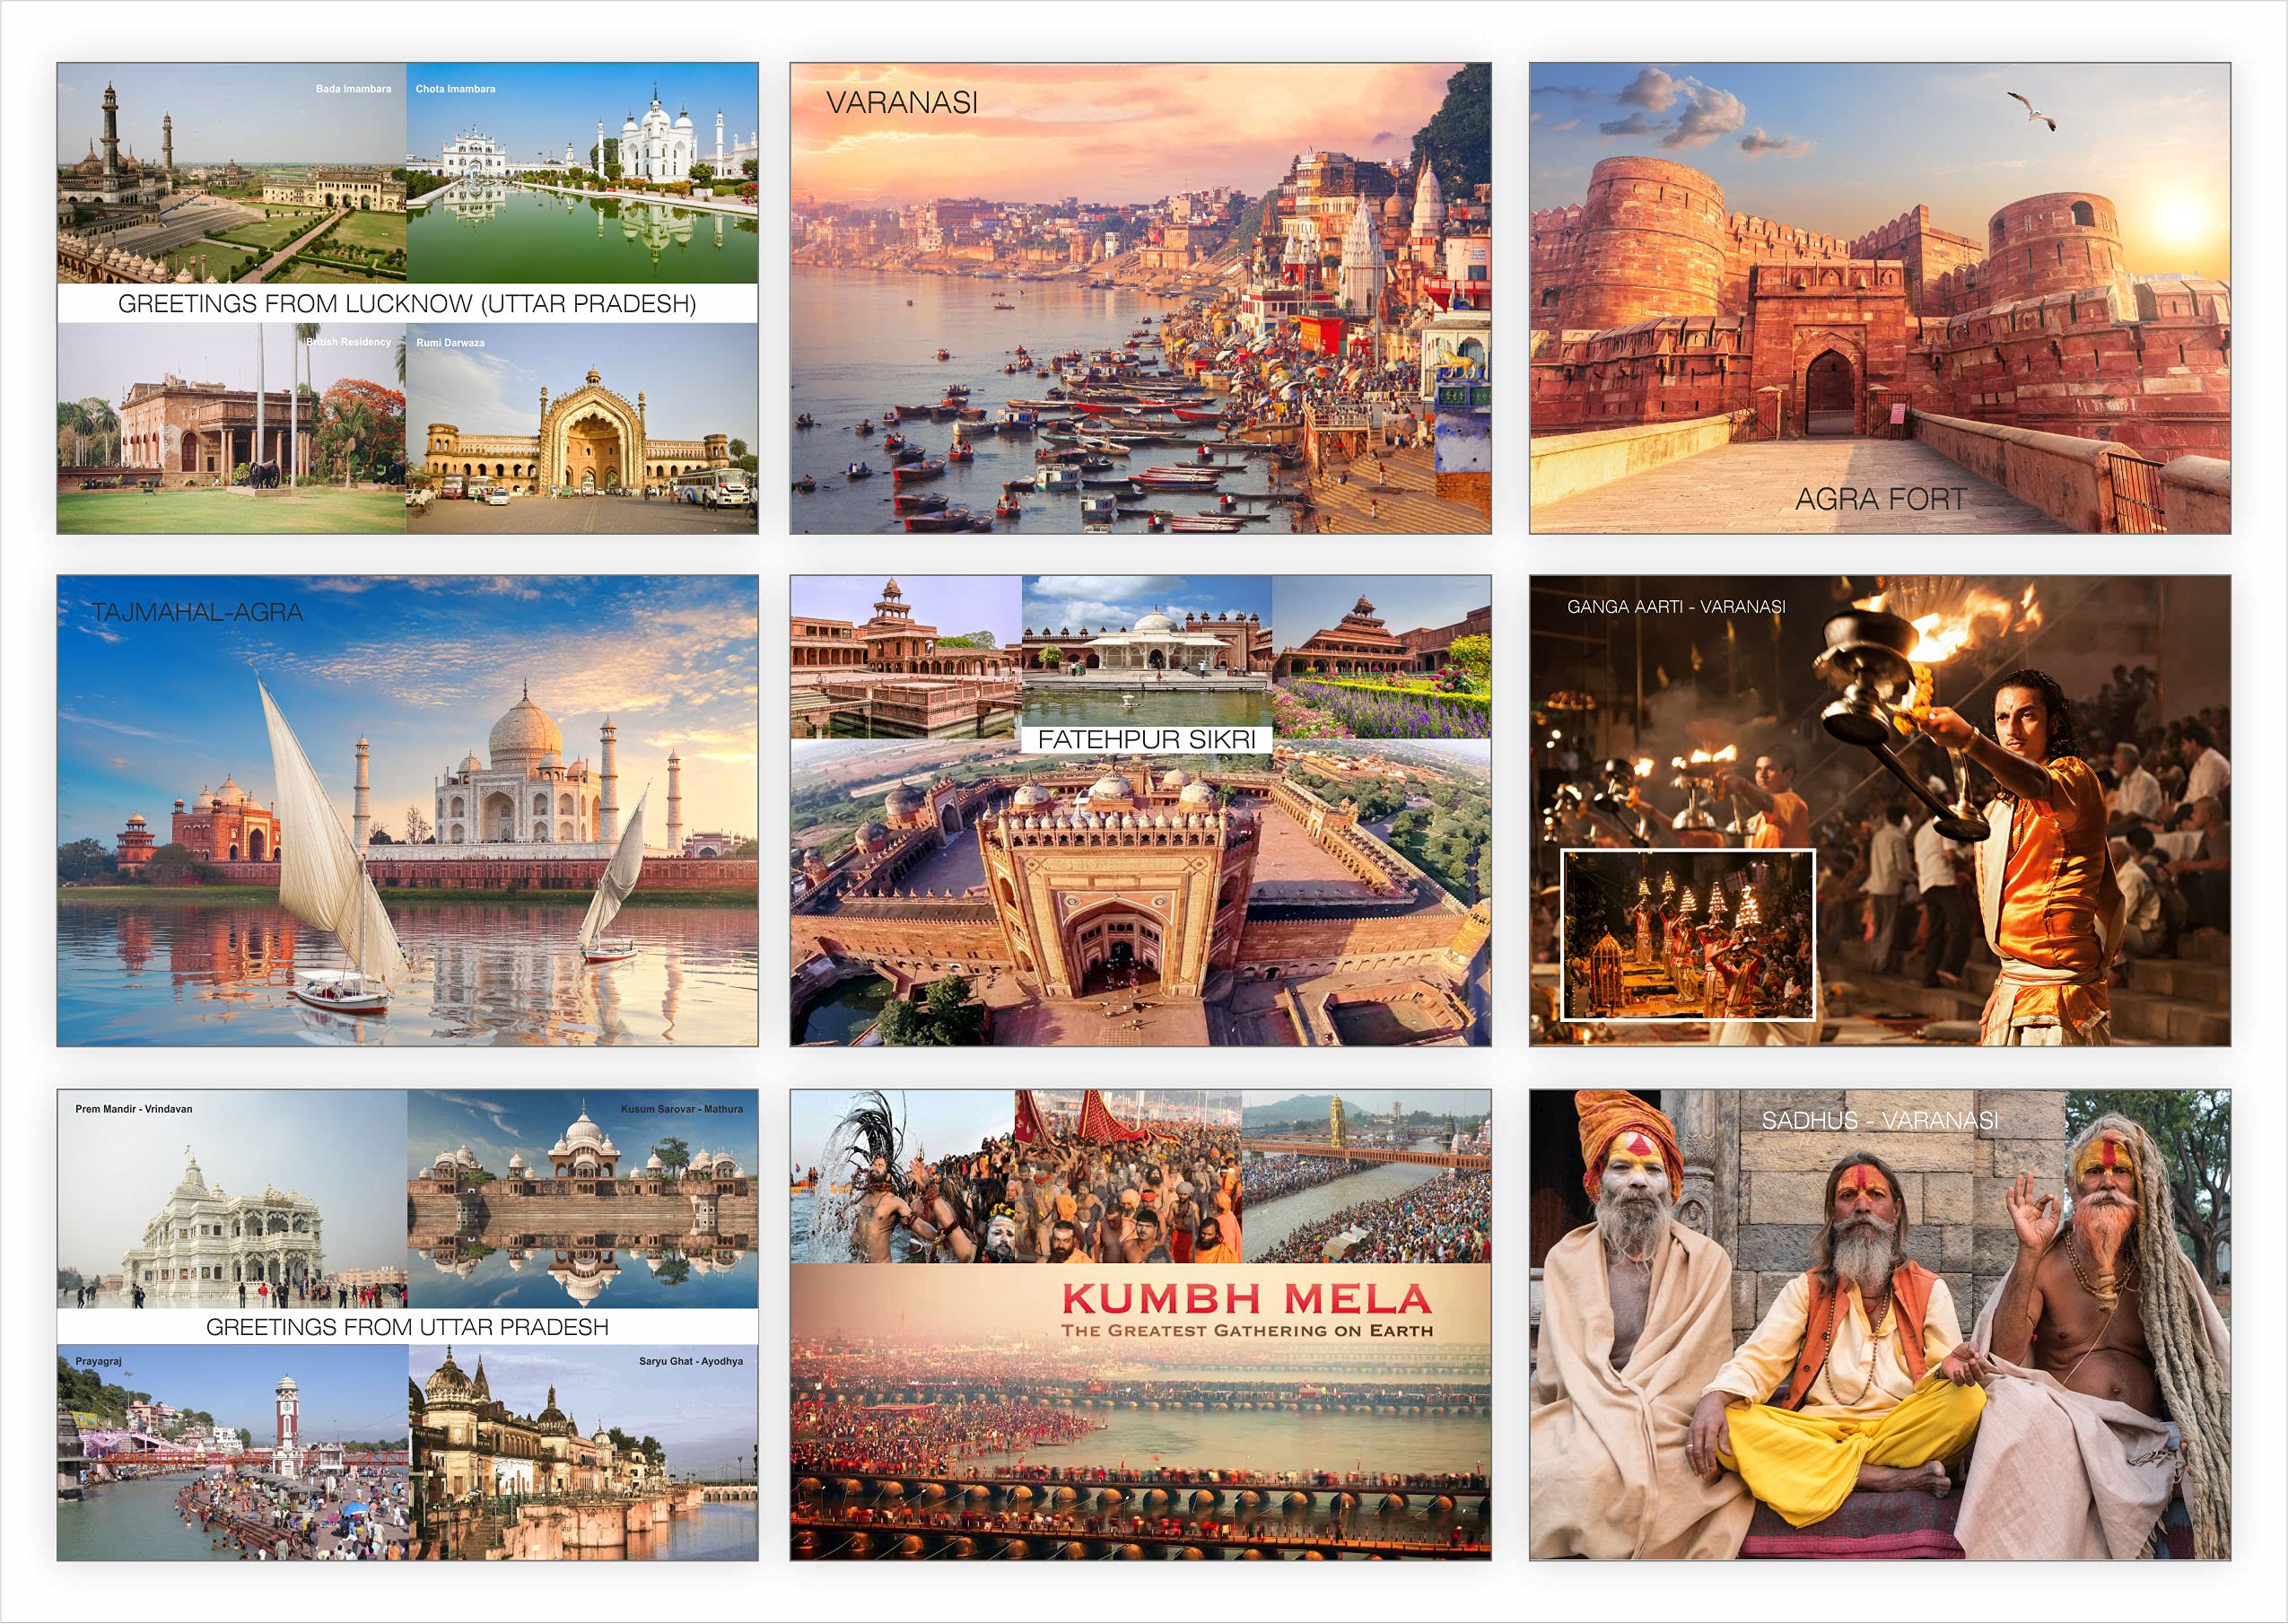 Bada Imambara
Chota Imambara
GREETINGS FROM LUCKNOW (UTTAR PRADESH)
British Residency
Rumi Darwaza
VARANASI
AGRA FORT
TAJMAHAL-AGRA
FATEHPUR SIKRI
GANGA AARTI - VARANASI
Prem Mandir - Vrindavan
Kusum Sarovar - Mathura
GREETINGS FROM UTTAR PRADESH
Prayagraj
Saryu Ghat - Ayodhya
KUMBH MELA
THE GREATEST GATHERING ON EARTH
SADHUS - VARANASI